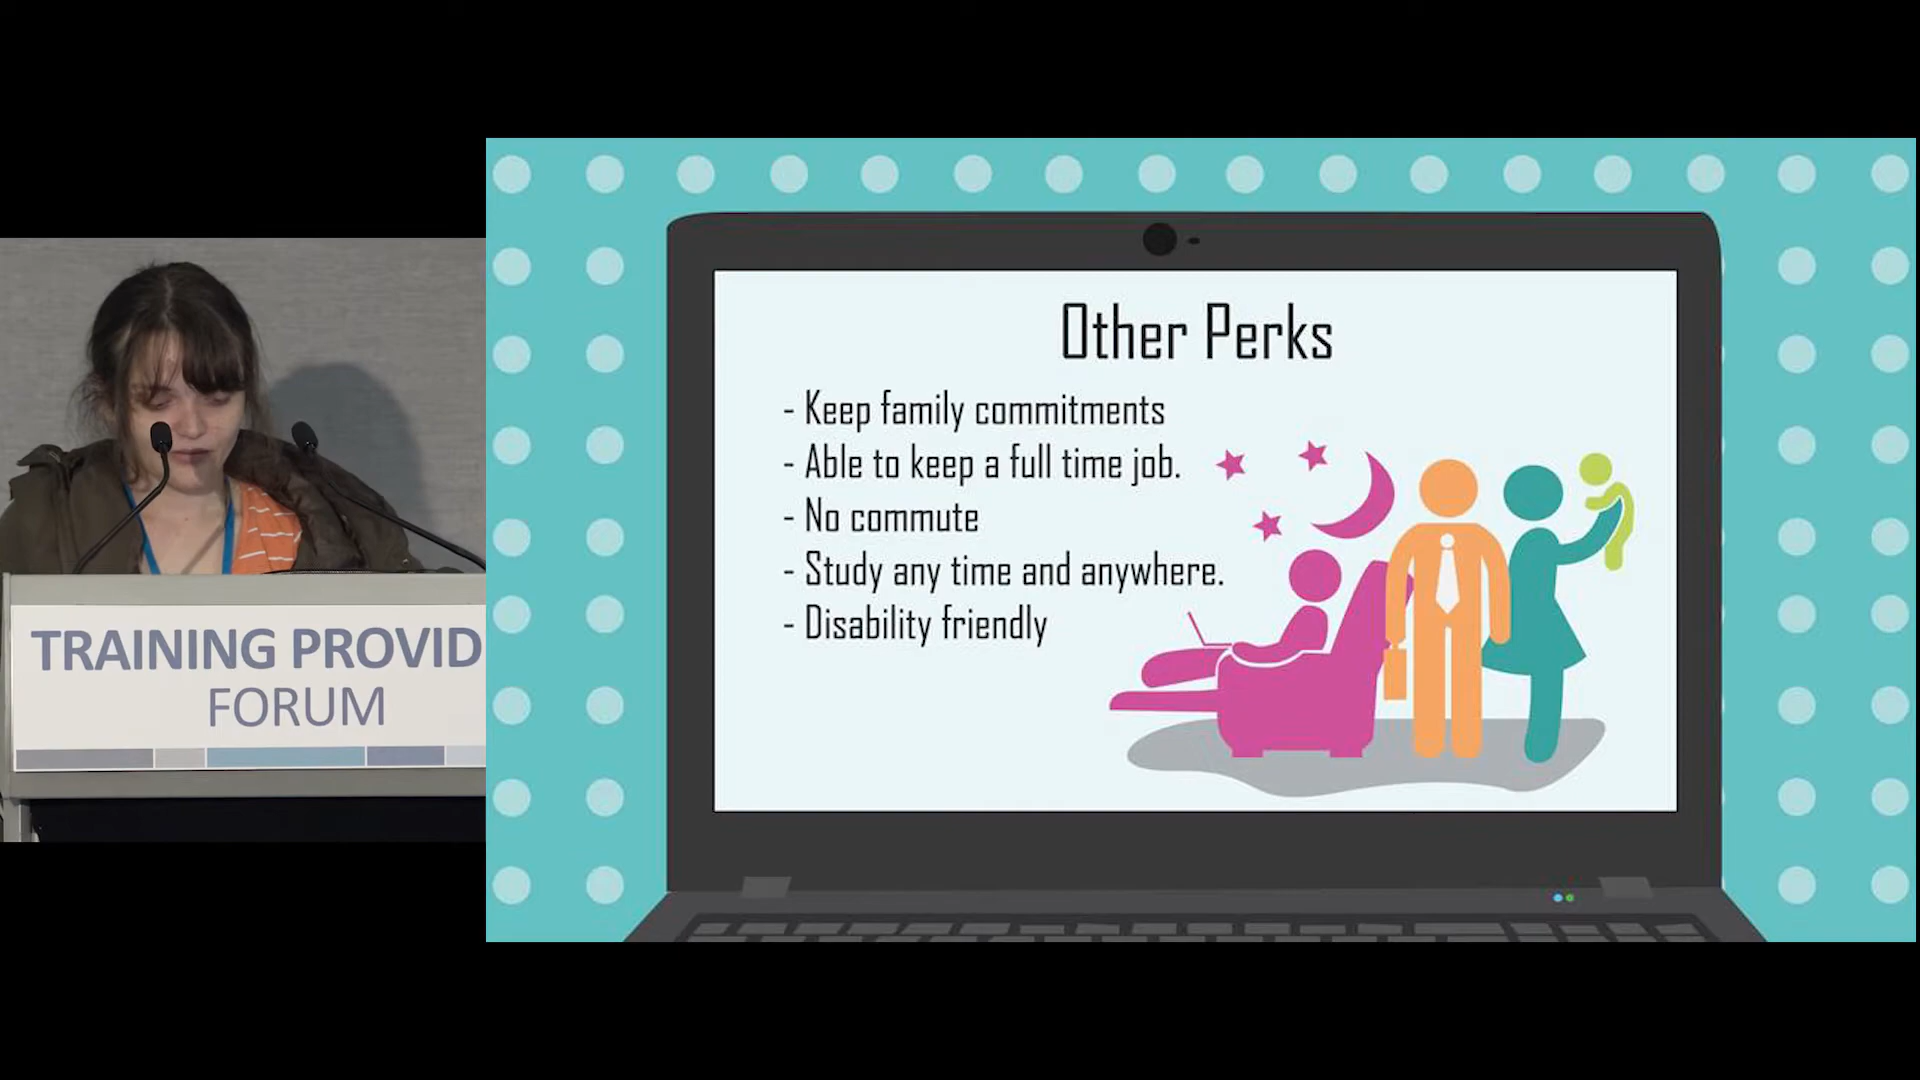 TRAINING PROVID
FORUM
Other Perks
- Keep family commitments
- Able to keep a full time job.
- No commute
- Study any time and anywhere.
- Disability friendly